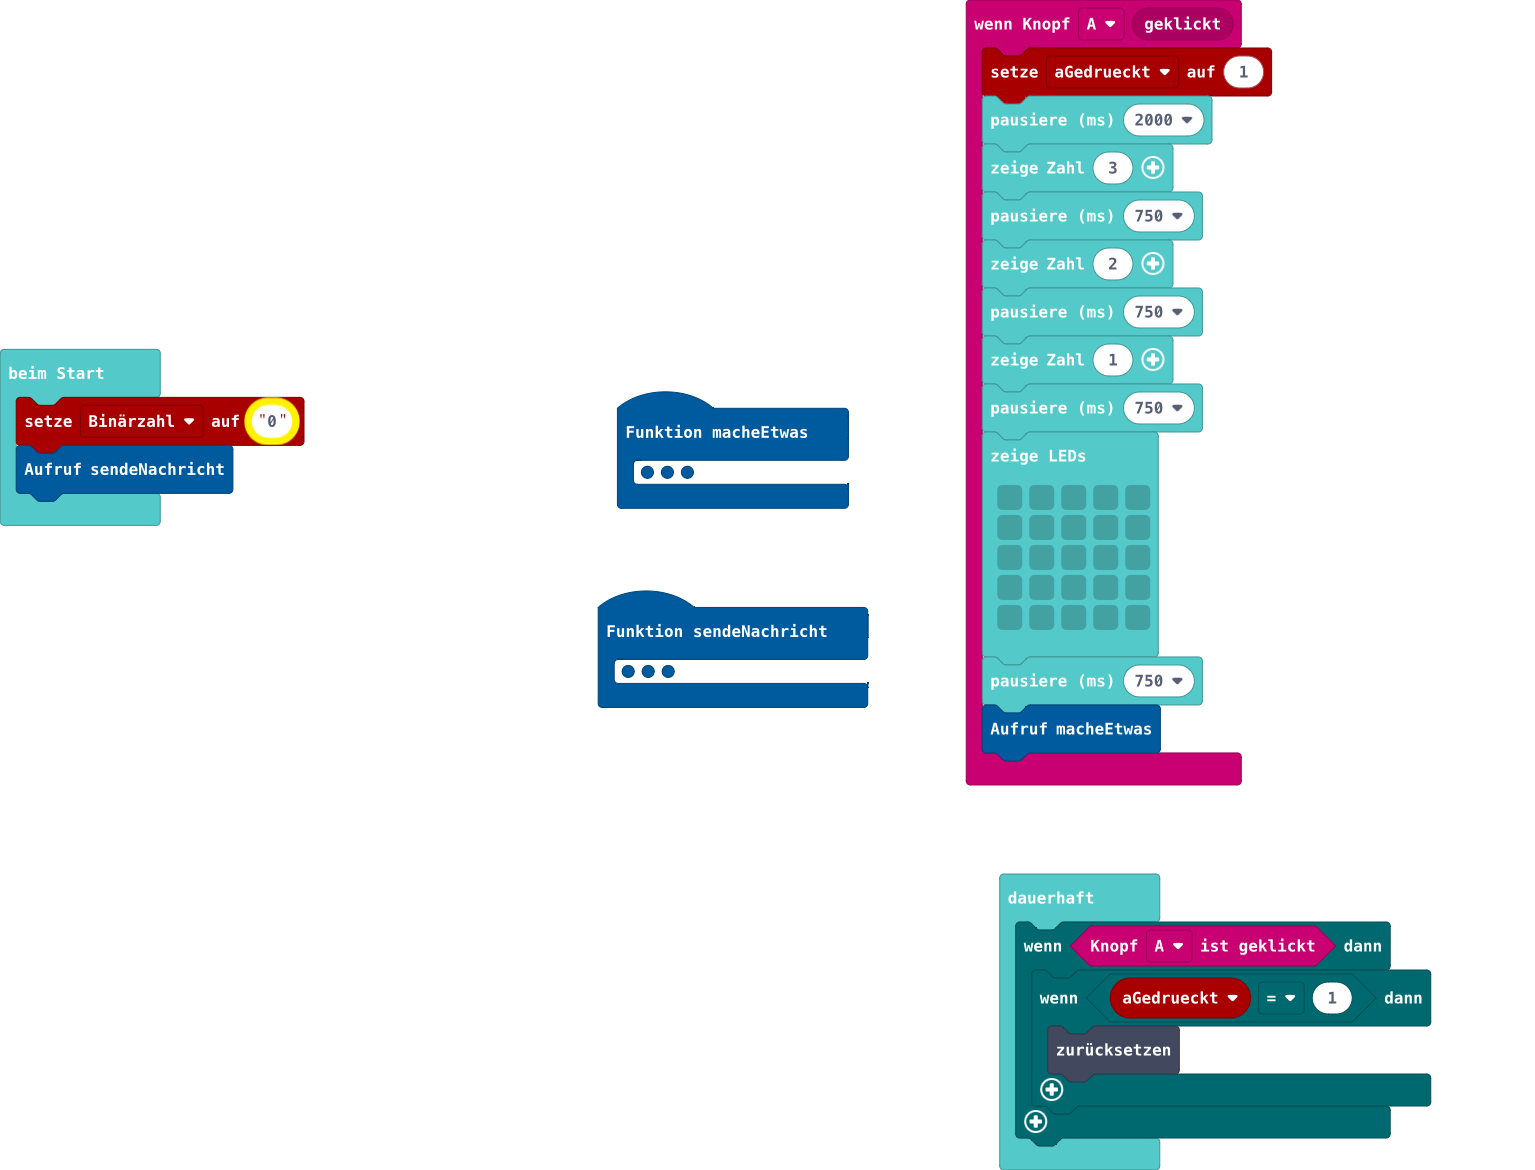 beim Start
setze Binärzahl auf "0"
Aufruf sendeNachricht
Funktion macheEtwas
Funktion sendeNachricht
wenn Knopf A geklickt
setze aGedrueckt auf 1
pausiere (ms) 2000
zeige Zahl 3
pausiere (ms) 750
zeige Zahl 2
pausiere (ms) 750
zeige Zahl 1
pausiere (ms) 750
zeige LEDs
pausiere (ms) 750
Aufruf macheEtwas
dauerhaft
wenn Knopf A ist geklickt dann
wenn aGedrueckt = 1 dann
zurücksetzen